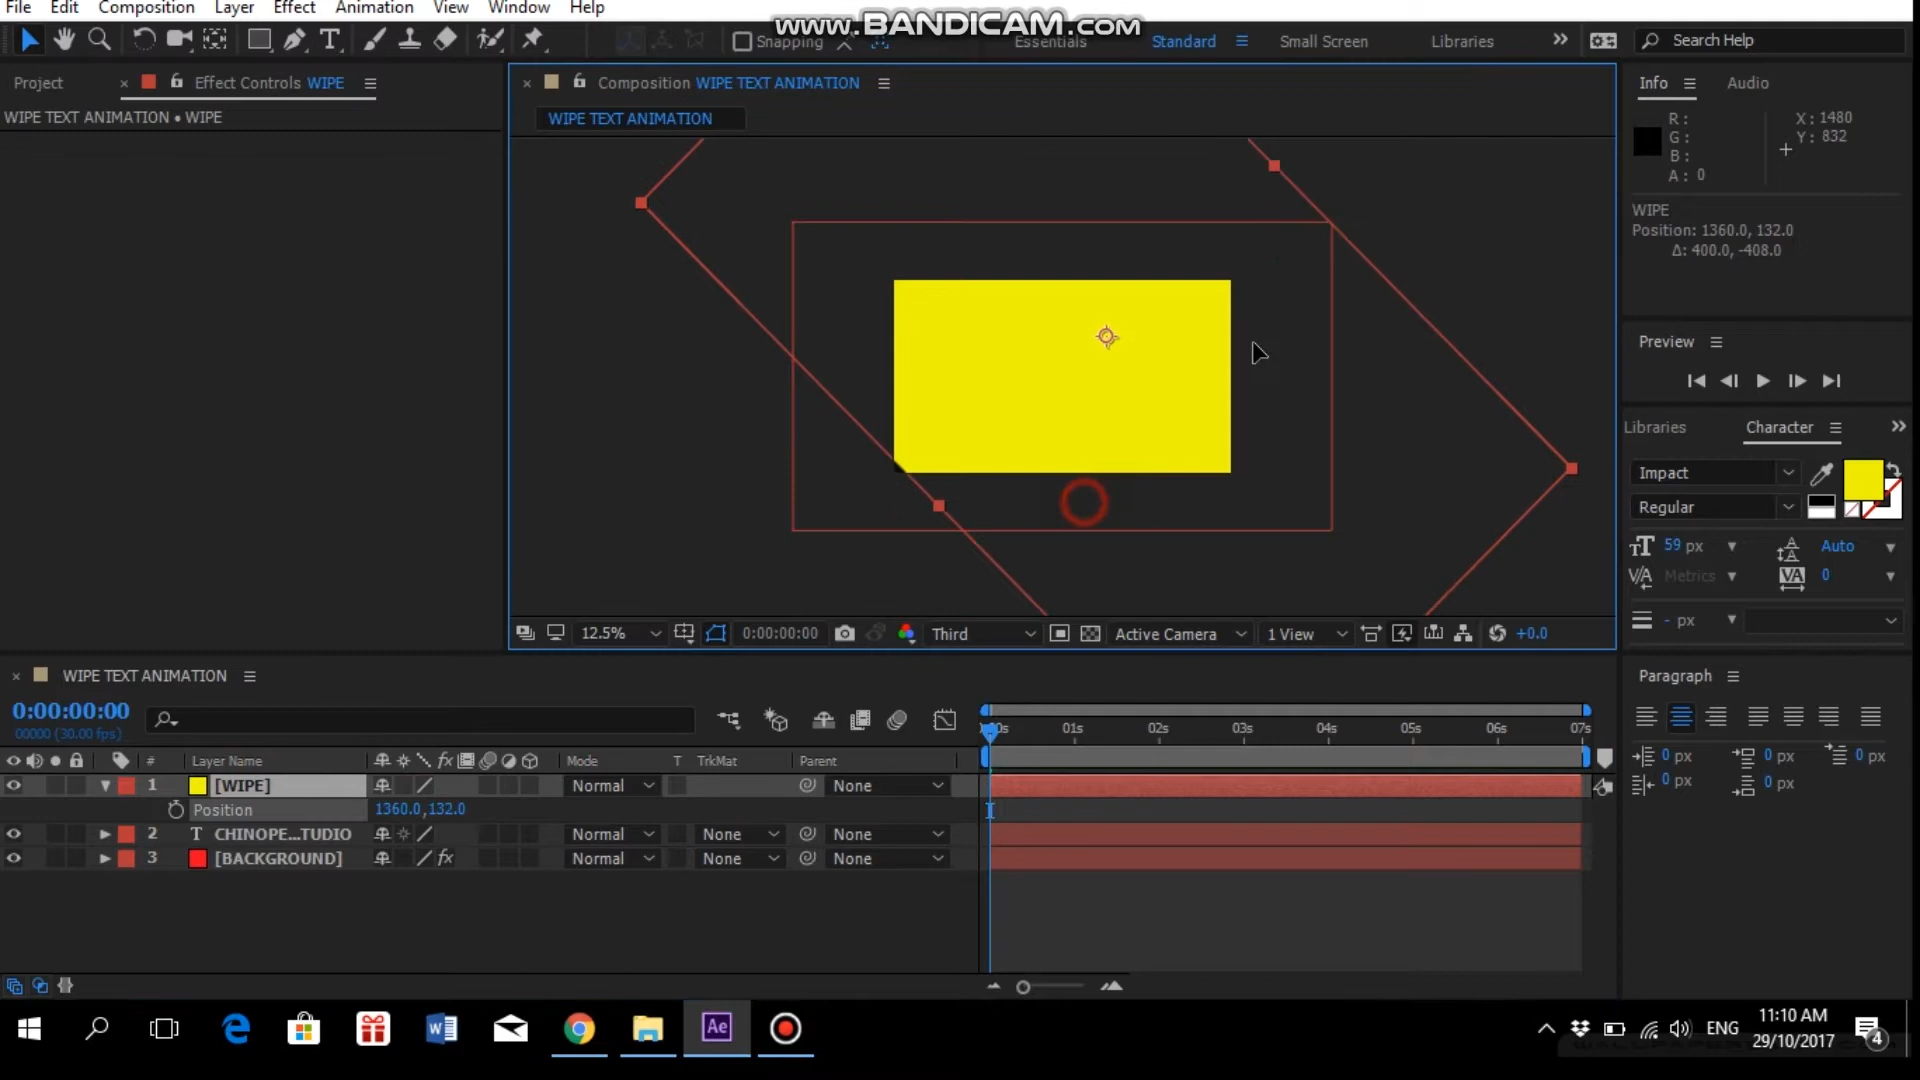 File Edit Composition Layer Effect Animation View Window Help
www.BANDICAM.com
Snapping Essentials Standard Small Screen Libraries Search Help
Project Effect Controls WIPE
WIPE TEXT ANIMATION • WIPE
Composition WIPE TEXT ANIMATION
WIPE TEXT ANIMATION
Info Audio
R :
G :
B :
A : 0
X : 1480
Y : 832
WIPE
Position: 1360.0, 132.0
Δ: 400.0, -408.0
Preview
Libraries Character
Impact
Regular
59 px Auto
Metrics 0
- px
12.5% 0:00:00:00 Third Active Camera 1 View +0.0
WIPE TEXT ANIMATION
0:00:00:00
00000 (30.00 fps)
01s 02s 03s 04s 05s 06s 07s
# Layer Name Mode T TrkMat Parent
1 [WIPE] Normal None
Position 1360.0,132.0
2 T CHINOPE...TUDIO Normal None None
3 [BACKGROUND] fx Normal None None
Paragraph
0 px 0 px 0 px
0 px 0 px
Ae
11:10 AM
ENG
29/10/2017
4